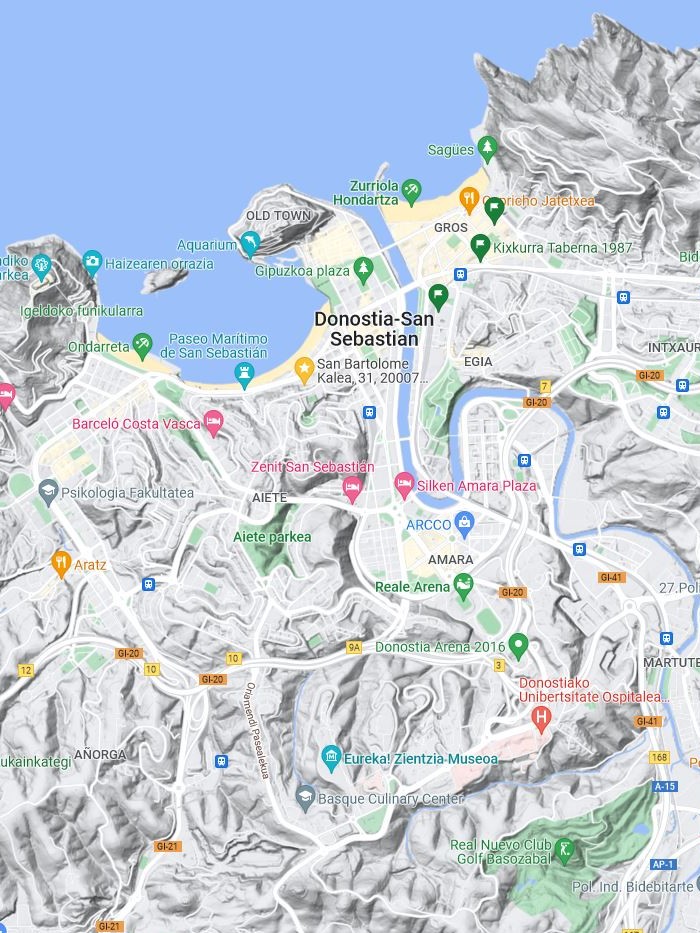 Sagües
Zurriola
Hondartza
OLD TOWN
Jatetxea
GROS
Aquarium
Kixkurra Taberna 1987
Haizearen orrazia
Gipuzkoa plaza
Igeldoko funikularra
Donostia-San
Sebastian
Ondarreta
Paseo Marítimo
de San Sebastián
San Bartolome
Kalea, 31, 20007...
INTXAUR
EGIA
GI-20
7
GI-20
GI-20
Barceló Costa Vasca
Zenit San Sebastián
Silken Amara Plaza
Psikologia Fakultatea
AIETE
ARCCO
Aiete parkea
AMARA
Aratz
GI-41
Reale Arena
GI-20
27.Pol
Donostia Arena 2016
9A
GI-20
10
10
12
3
MARTUTE
GI-20
Donostiako
Unibertsitate Ospitalea...
Oriamendi Pasealekua
GI-41
H
AÑORGA
ukainkategi
Eureka! Zientzia Museoa
168
A-15
Basque Culinary Center
GI-21
Real Nuevo Club
Golf Basozabal
AP-1
Pol. Ind. Bidebitarte
GI-21